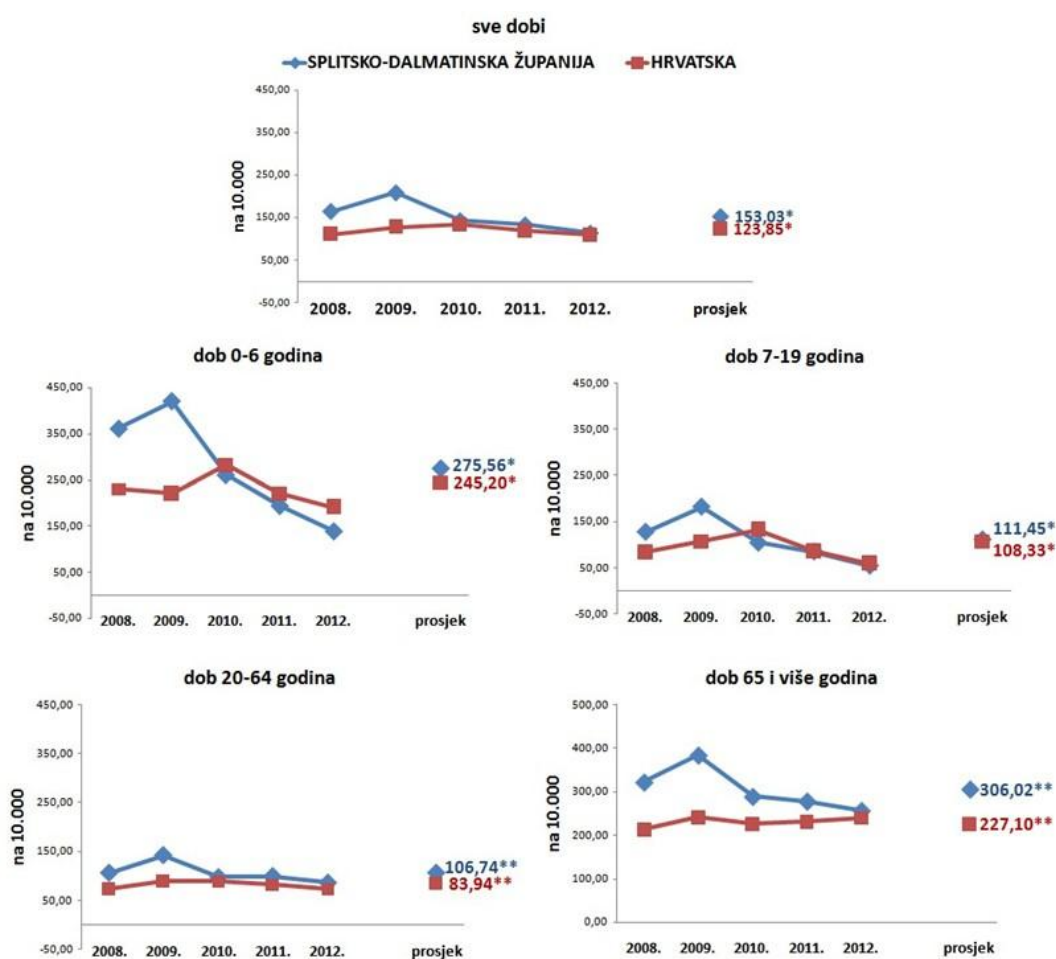 sve dobi
SPLITSKO-DALMATINSKA ŽUPANIJA HRVATSKA
450,00
350,00
250,00
150,00
50,00
-50,00
na 10.000
153,03*
123,85*
2008. 2009. 2010. 2011. 2012. prosjek
dob 0-6 godina
450,00
350,00
250,00
150,00
50,00
-50,00
na 10.000
275,56*
245,20*
2008. 2009. 2010. 2011. 2012. prosjek
dob 7-19 godina
450,00
350,00
250,00
150,00
50,00
-50,00
na 10.000
111,45*
108,33*
2008. 2009. 2010. 2011. 2012. prosjek
dob 20-64 godina
450,00
350,00
250,00
150,00
50,00
-50,00
na 10.000
106,74**
83,94**
2008. 2009. 2010. 2011. 2012. prosjek
dob 65 i više godina
500,00
400,00
300,00
200,00
100,00
0,00
na 10.000
306,02**
227,10**
2008. 2009. 2010. 2011. 2012. prosjek